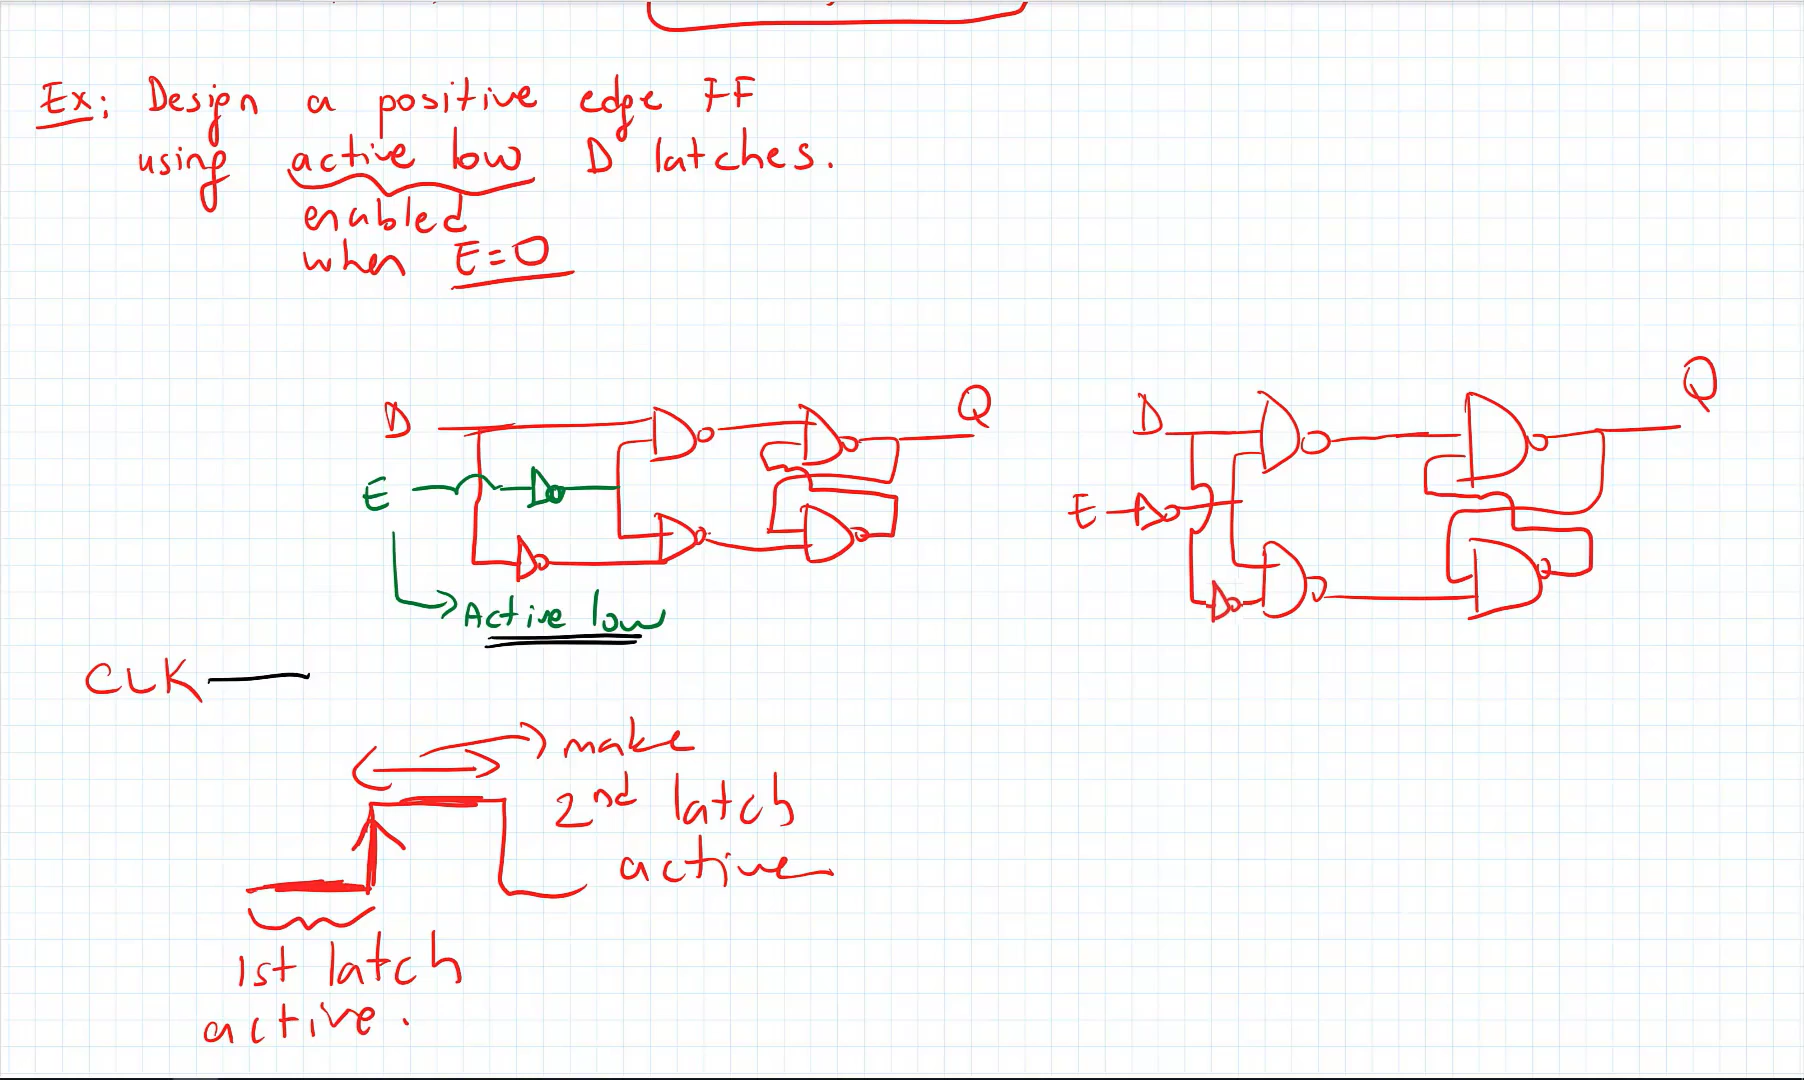 Ex: Design a positive edge FF
using active low D latches.
enabled
when E=0
D
Q
E
Active low
D
Q
E
CLK
make
2nd latch
active
1st latch
active.